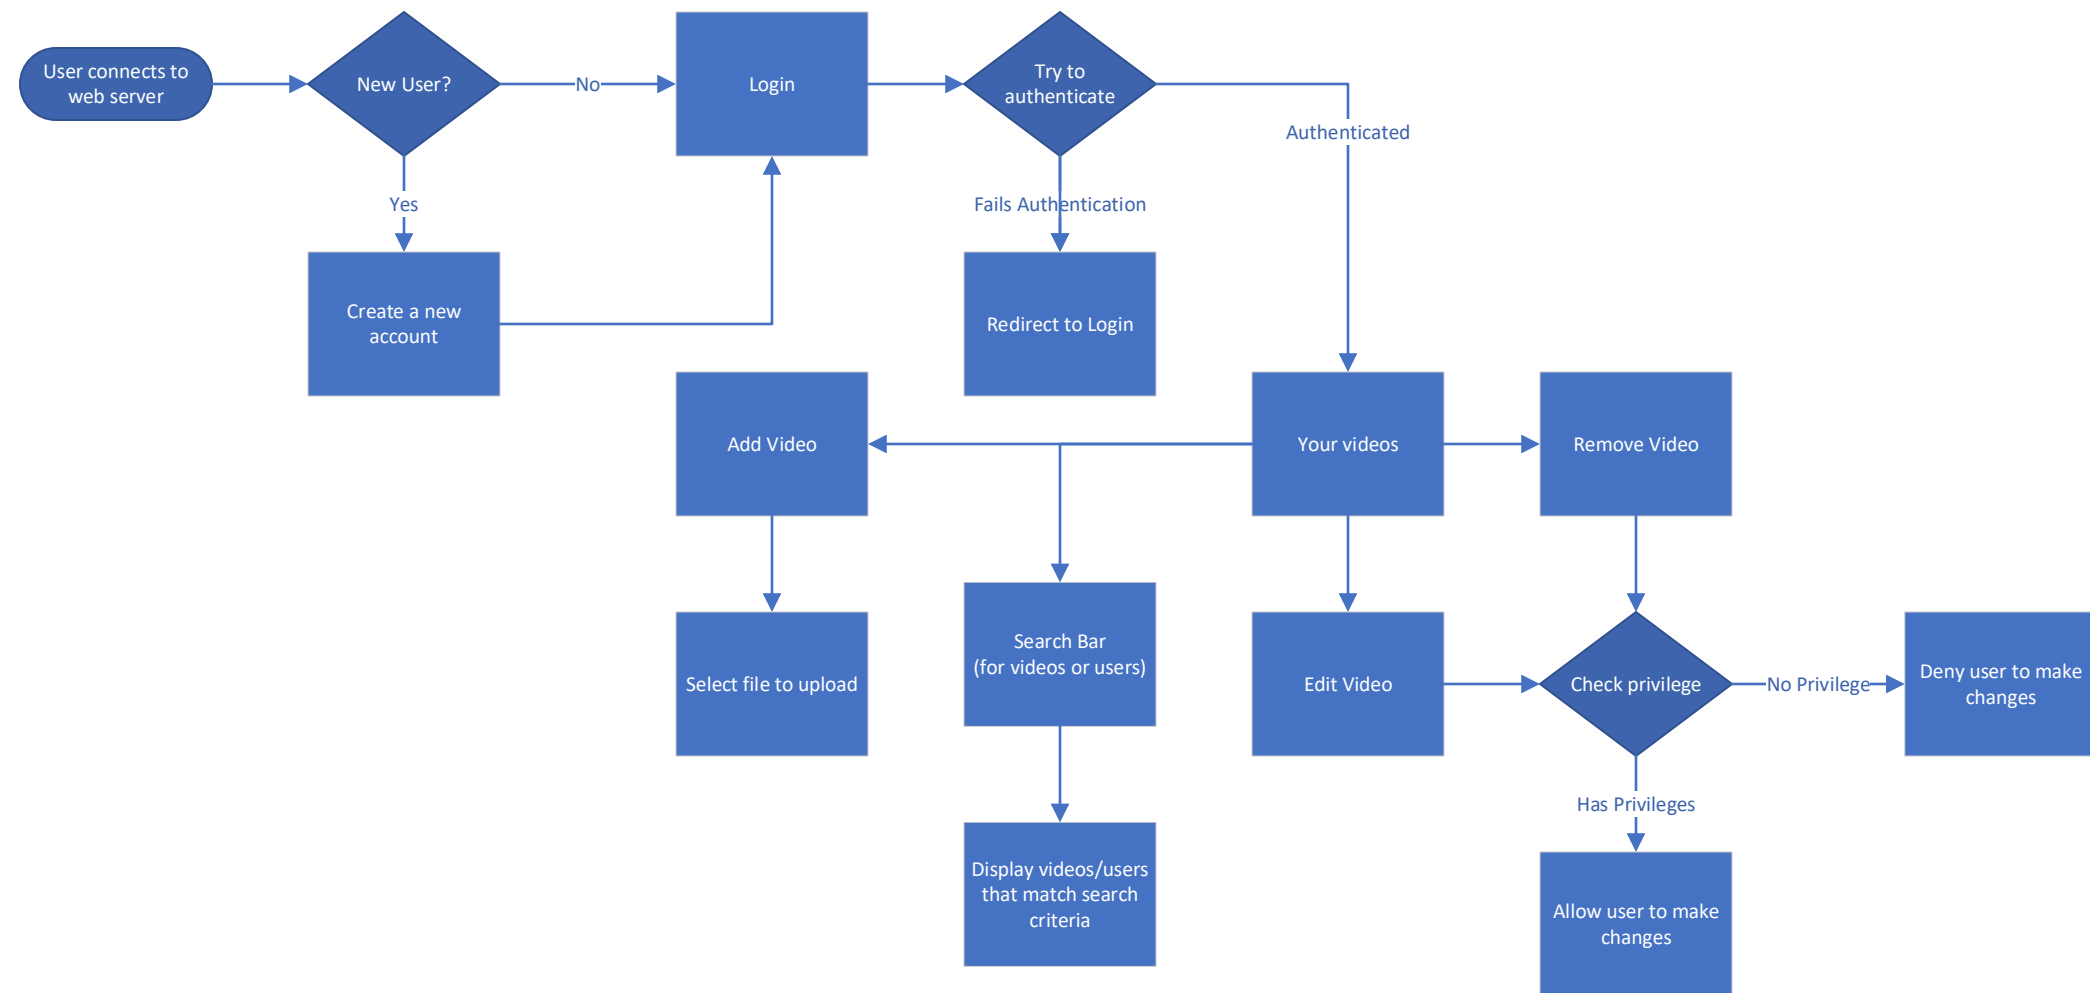 User connects to
web server
New User?
No
Login
Try to
authenticate
Authenticated
Yes
Fails Authentication
Create a new
account
Redirect to Login
Add Video
Your videos
Remove Video
Select file to upload
Search Bar
(for videos or users)
Edit Video
Check privilege
No Privilege
Deny user to make
changes
Has Privileges
Display videos/users
that match search
criteria
Allow user to make
changes